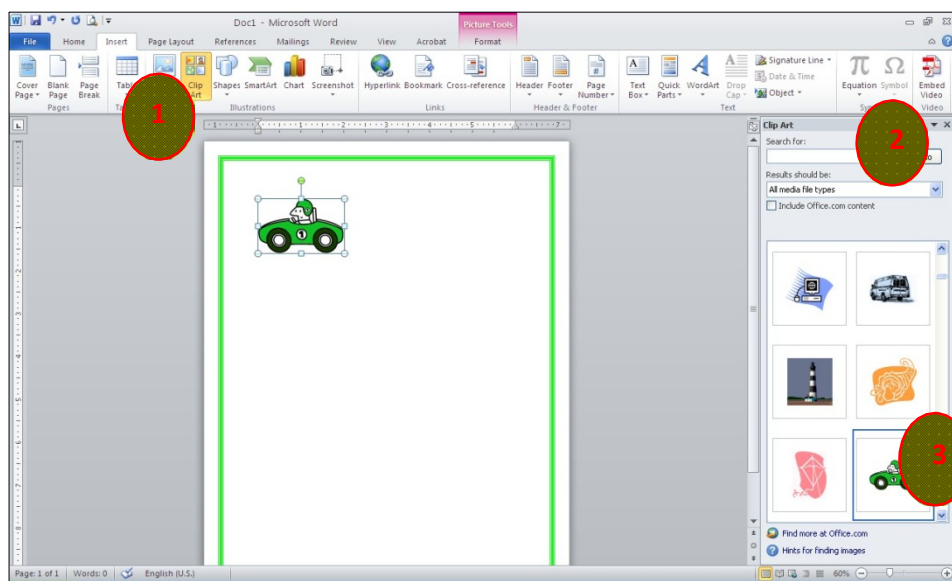 Doc1 - Microsoft Word
Picture Tools
File Home Insert Page Layout References Mailings Review View Acrobat Format
Cover Page Blank Page Page Break Clip Art Shapes SmartArt Chart Screenshot Hyperlink Bookmark Cross-reference Header Footer Page Number Text Box Quick Parts WordArt Drop Cap Signature Line Date & Time Object Equation Symbol Embed Video
Pages Illustrations Links Header & Footer Text Video
1
2
3
Clip Art
Search for:
Results should be:
All media file types
Include Office.com content
Find more at Office.com
Hints for finding images
Page: 1 of 1 Words: 0 English (U.S.) 60%